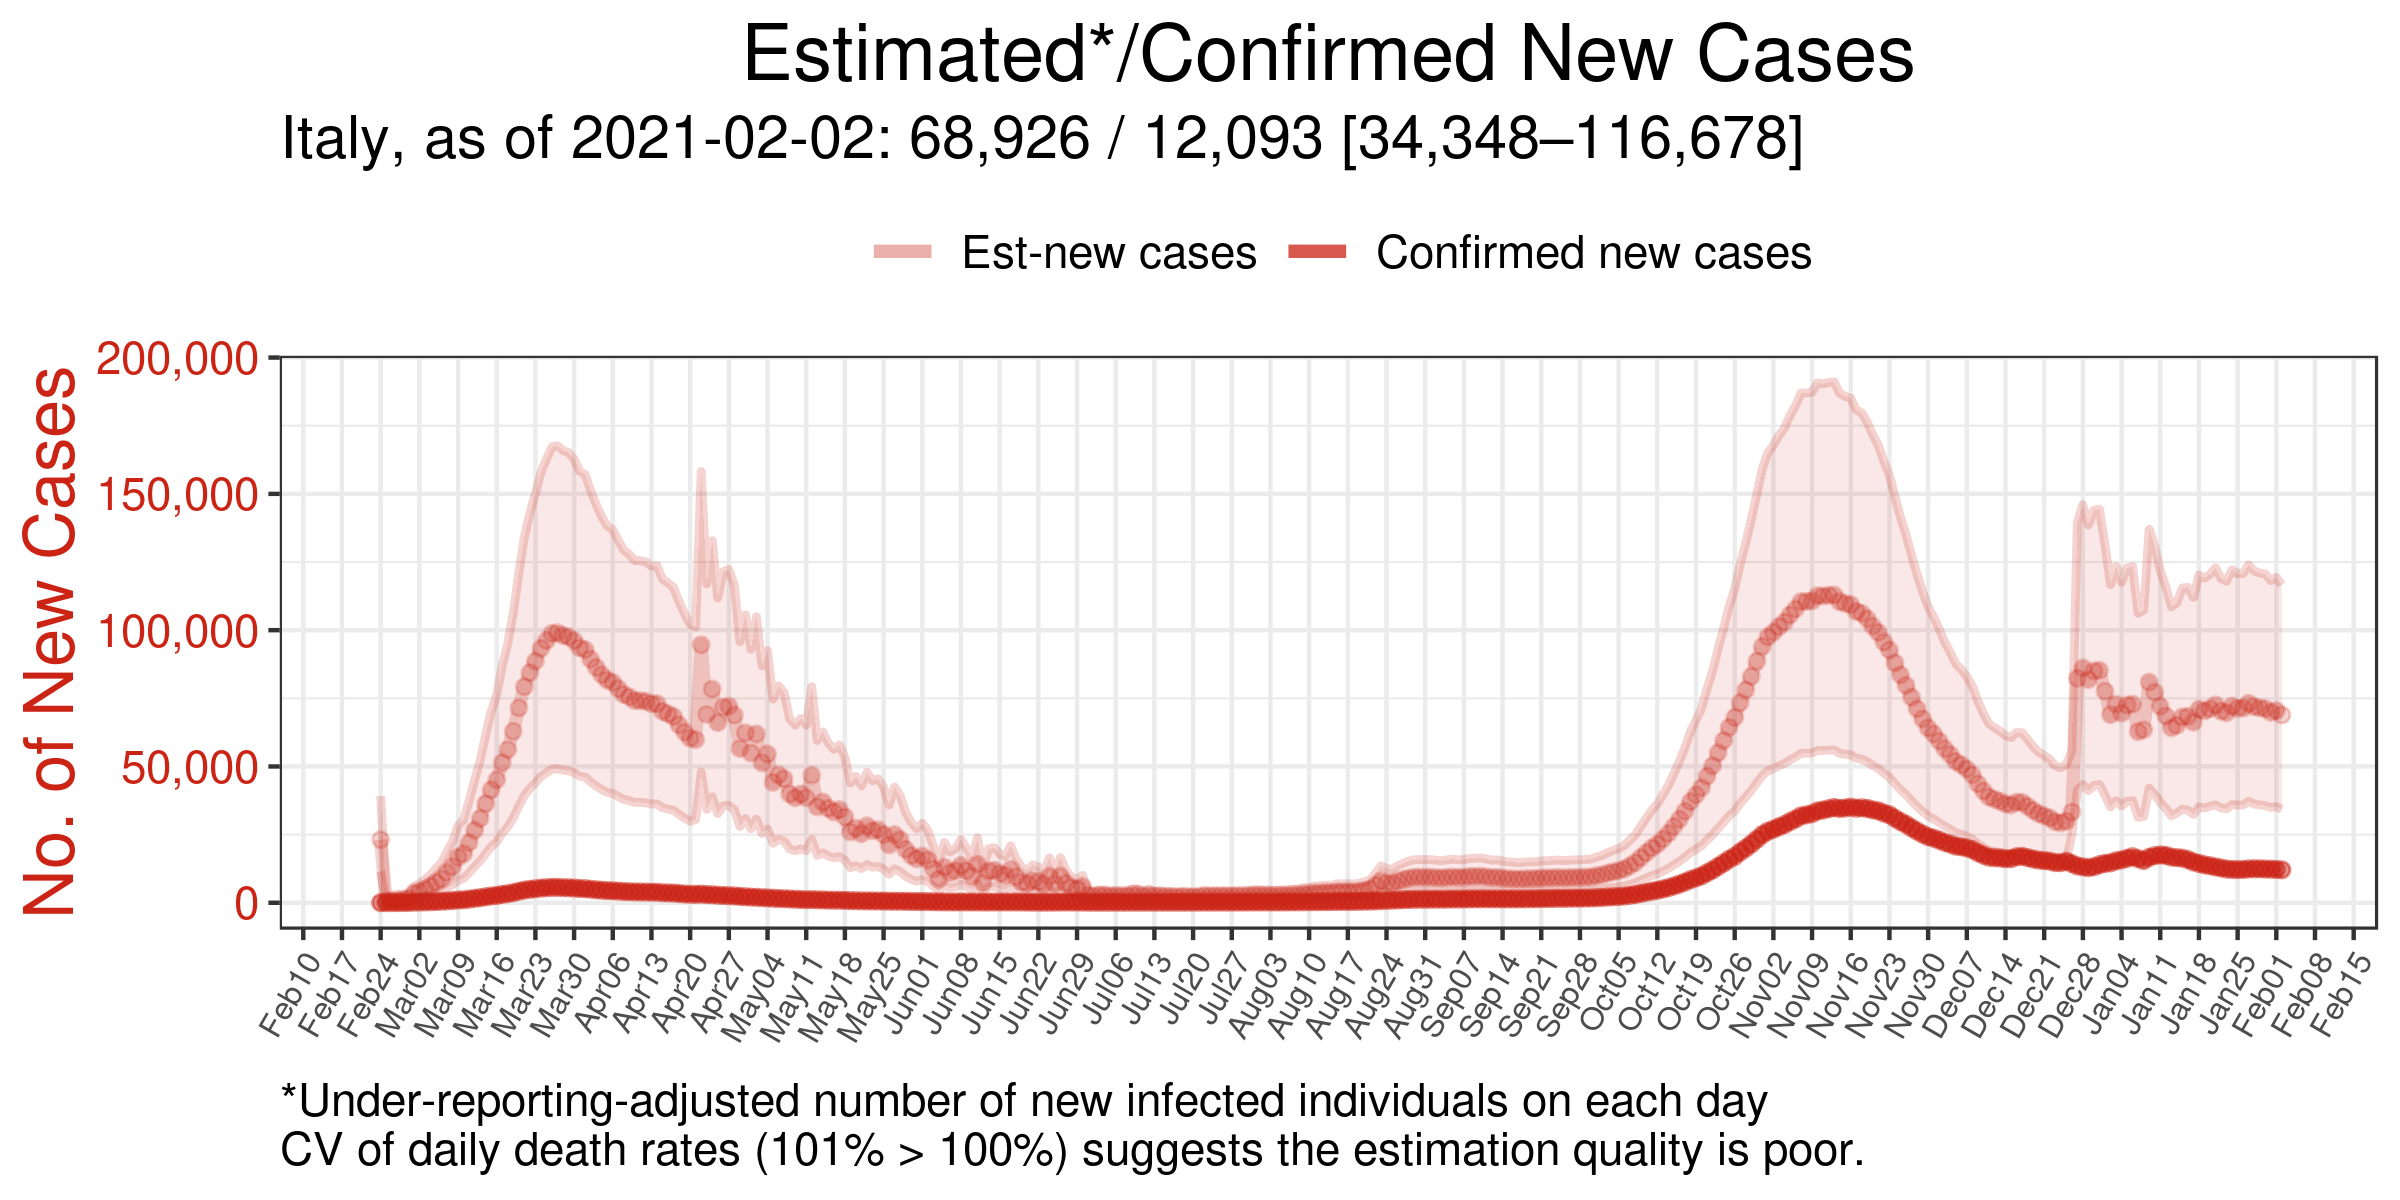 Estimated*/Confirmed New Cases
Italy, as of 2021-02-02: 68,926 / 12,093 [34,348–116,678]
Est-new cases Confirmed new cases
No. of New Cases
200,000
150,000
100,000
50,000
0
Feb10 Feb17 Feb24 Mar02 Mar09 Mar16 Mar23 Mar30 Apr06 Apr13 Apr20 Apr27 May04 May11 May18 May25 Jun01 Jun08 Jun15 Jun22 Jun29 Jul06 Jul13 Jul20 Jul27 Aug03 Aug10 Aug17 Aug24 Aug31 Sep07 Sep14 Sep21 Sep28 Oct05 Oct12 Oct19 Oct26 Nov02 Nov09 Nov16 Nov23 Nov30 Dec07 Dec14 Dec21 Dec28 Jan04 Jan11 Jan18 Jan25 Feb01 Feb08 Feb15
*Under-reporting-adjusted number of new infected individuals on each day
CV of daily death rates (101% > 100%) suggests the estimation quality is poor.